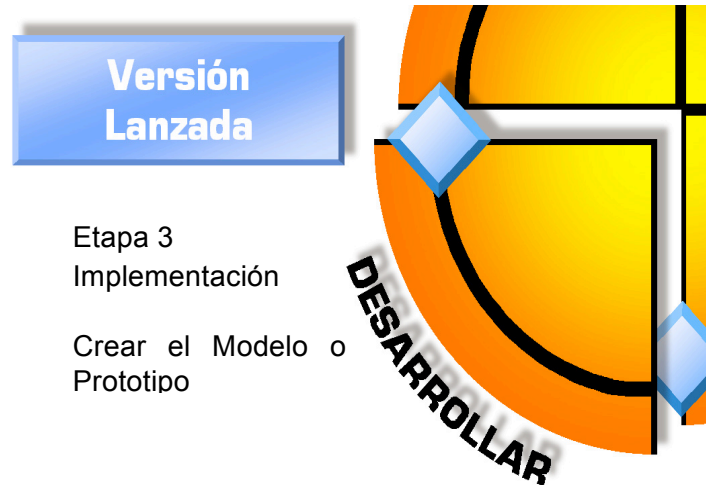 Versión
Lanzada
Etapa 3
Implementación
Crear el Modelo o
Prototipo
DESARROLLAR